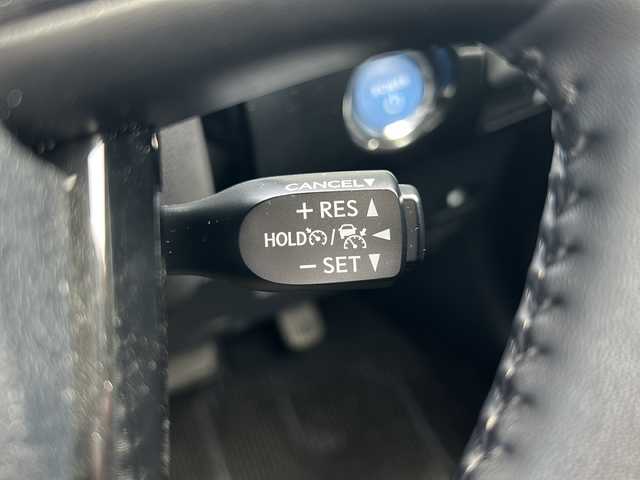 CANCEL▼
+ RES ▲
HOLD / ◀
− SET ▼